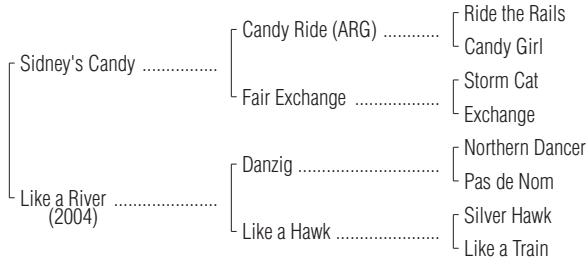 Ride the Rails
Candy Ride (ARG) ............
Candy Girl
Sidney's Candy ................
Storm Cat
Fair Exchange ...................
Exchange
Northern Dancer
Danzig .............................
Pas de Nom
Like a River ......................
(2004)
Silver Hawk
Like a Hawk .....................
Like a Train